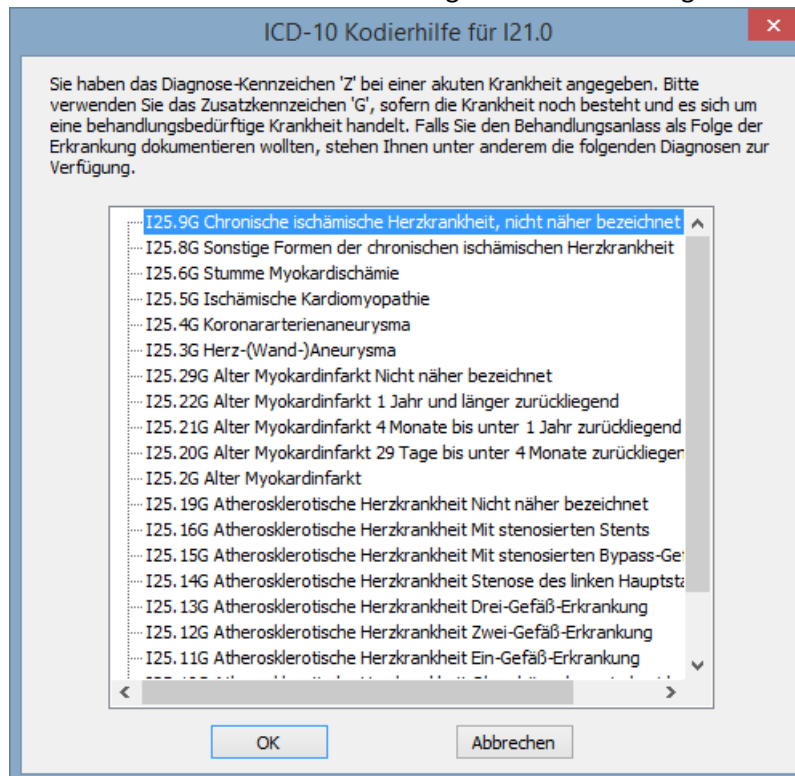 ICD-10 Kodierhilfe für I21.0
Sie haben das Diagnose-Kennzeichen 'Z' bei einer akuten Krankheit angegeben. Bitte
verwenden Sie das Zusatzkennzeichen 'G', sofern die Krankheit noch besteht und es sich um
eine behandlungsbedürftige Krankheit handelt. Falls Sie den Behandlungsanlass als Folge der
Erkrankung dokumentieren wollten, stehen Ihnen unter anderem die folgenden Diagnosen zur
Verfügung.
I25.9G Chronische ischämische Herzkrankheit, nicht näher bezeichnet
I25.8G Sonstige Formen der chronischen ischämischen Herzkrankheit
I25.6G Stumme Myokardischämie
I25.5G Ischämische Kardiomyopathie
I25.4G Koronararterienaneurysma
I25.3G Herz-(Wand-)Aneurysma
I25.29G Alter Myokardinfarkt Nicht näher bezeichnet
I25.22G Alter Myokardinfarkt 1 Jahr und länger zurückliegend
I25.21G Alter Myokardinfarkt 4 Monate bis unter 1 Jahr zurückliegend
I25.20G Alter Myokardinfarkt 29 Tage bis unter 4 Monate zurückliegen
I25.2G Alter Myokardinfarkt
I25.19G Atherosklerotische Herzkrankheit Nicht näher bezeichnet
I25.16G Atherosklerotische Herzkrankheit Mit stenosierten Stents
I25.15G Atherosklerotische Herzkrankheit Mit stenosierten Bypass-Ge
I25.14G Atherosklerotische Herzkrankheit Stenose des linken Hauptst
I25.13G Atherosklerotische Herzkrankheit Drei-Gefäß-Erkrankung
I25.12G Atherosklerotische Herzkrankheit Zwei-Gefäß-Erkrankung
I25.11G Atherosklerotische Herzkrankheit Ein-Gefäß-Erkrankung
OK Abbrechen